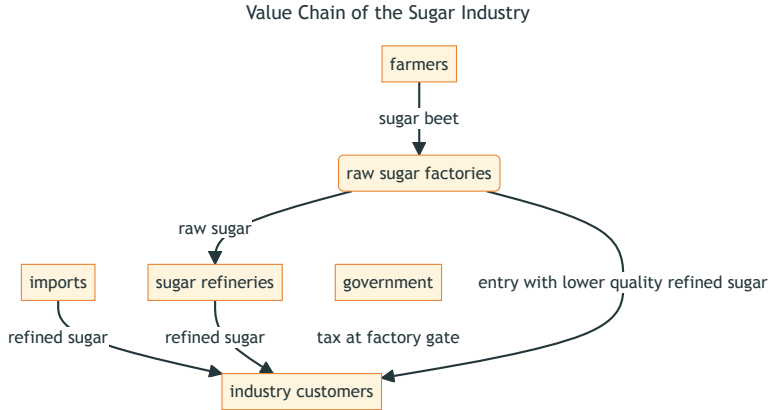 Value Chain of the Sugar Industry
farmers
sugar beet
raw sugar factories
raw sugar
imports
sugar refineries
government
entry with lower quality refined sugar
refined sugar
refined sugar
tax at factory gate
industry customers